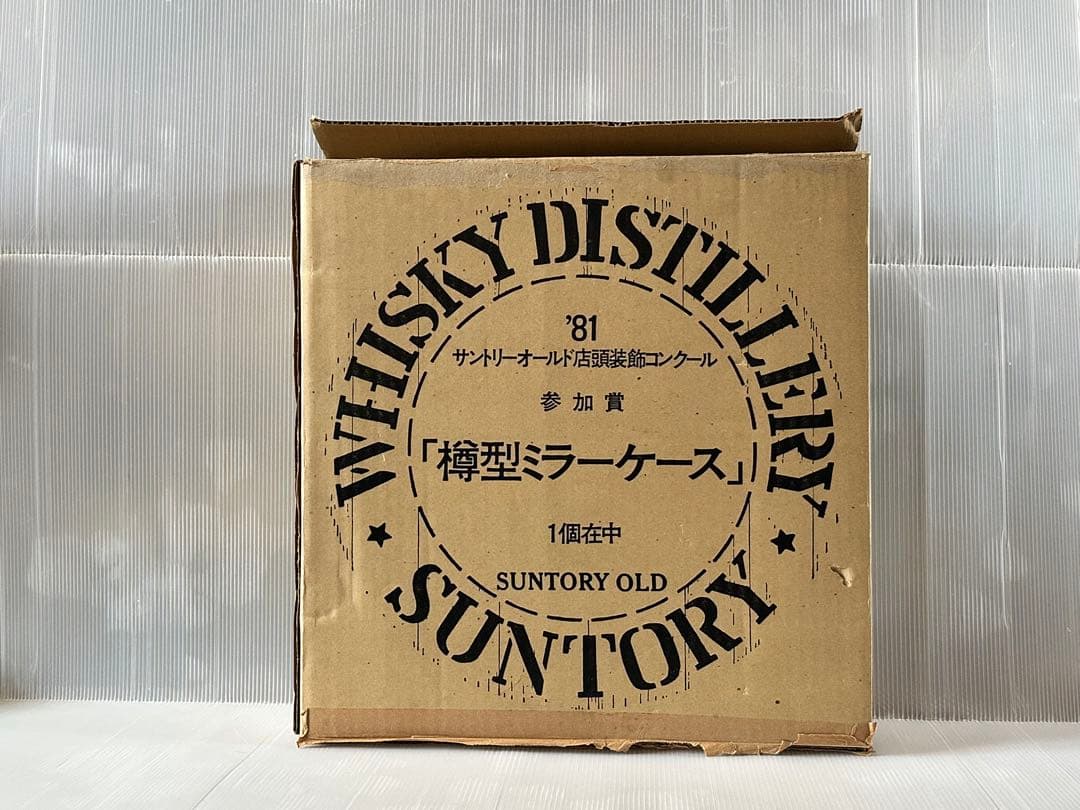 WHISKY DISTILLERY
'81
サントリーオールド店頭装飾コンクール
参加賞
「樽型ミラーケース」
1個在中
SUNTORY OLD
★ SUNTORY ★